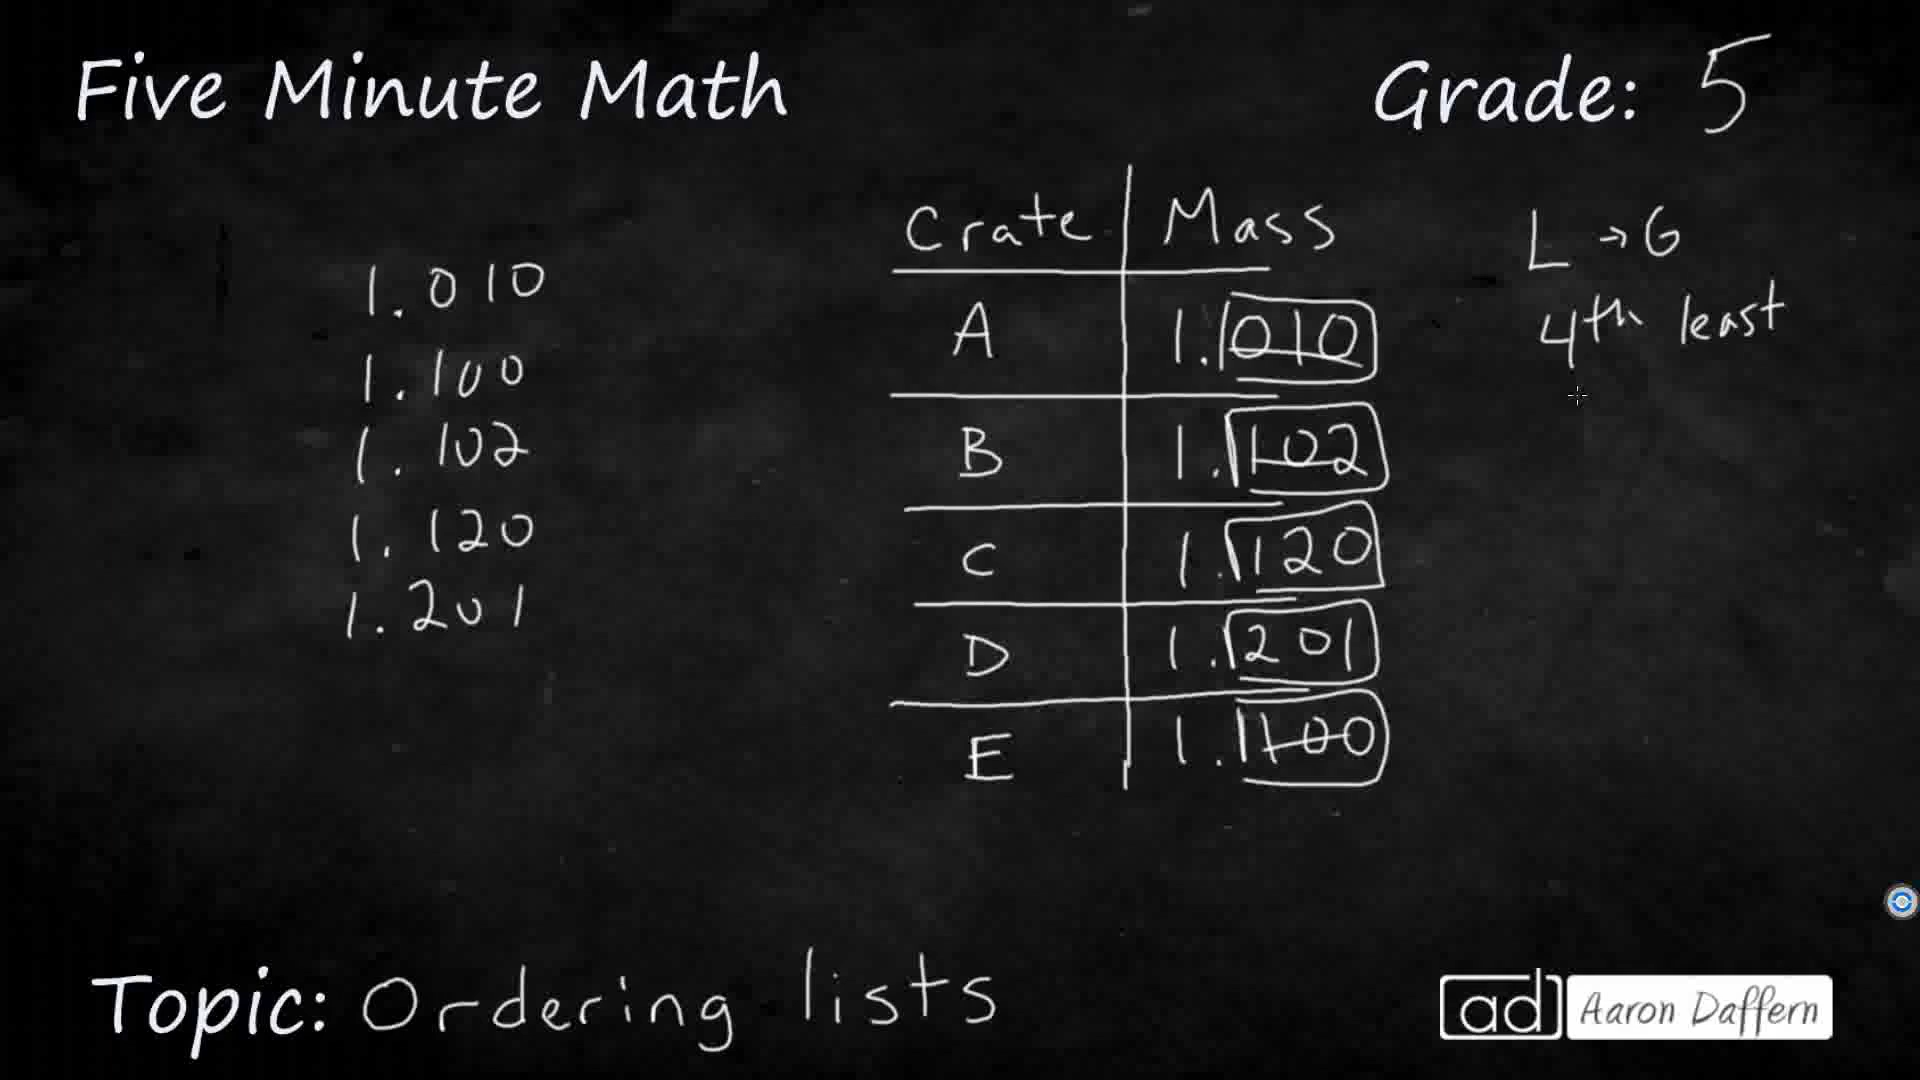 Five Minute Math
Grade: 5
1.010
1.100
1.102
1.120
1.201
Crate Mass
A 1.010
B 1.102
C 1.120
D 1.201
E 1.100
L → G
4th least
Topic: Ordering lists
ad Aaron Daffern